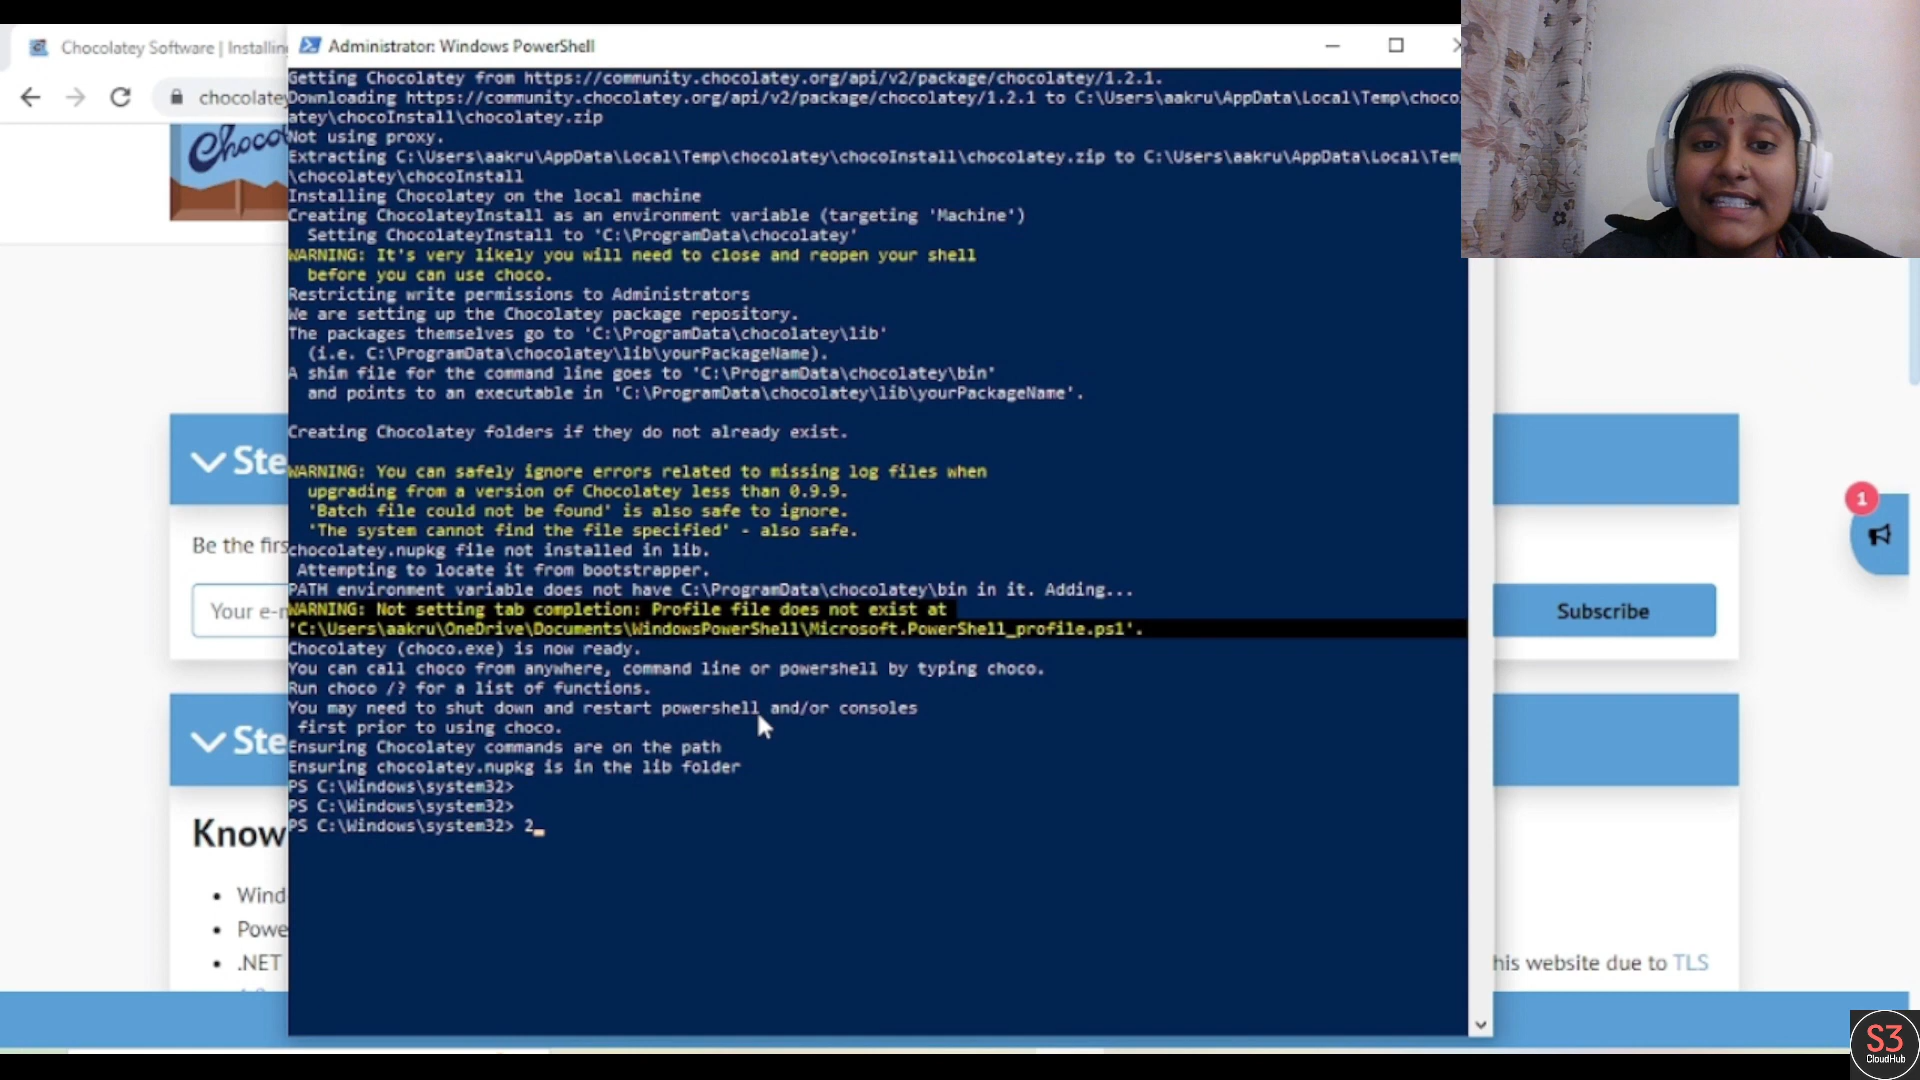 Chocolatey Software | Installin
Administrator: Windows PowerShell
chocolatey
Choco
Getting Chocolatey from https://community.chocolatey.org/api/v2/package/chocolatey/1.2.1.
Downloading https://community.chocolatey.org/api/v2/package/chocolatey/1.2.1 to C:\Users\aakru\AppData\Local\Temp\choco
atey\chocoInstall\chocolatey.zip
Not using proxy.
Extracting C:\Users\aakru\AppData\Local\Temp\chocolatey\chocoInstall\chocolatey.zip to C:\Users\aakru\AppData\Local\Tem
\chocolatey\chocoInstall
Installing Chocolatey on the local machine
Creating ChocolateyInstall as an environment variable (targeting 'Machine')
Setting ChocolateyInstall to 'C:\ProgramData\chocolatey'
WARNING: It's very likely you will need to close and reopen your shell
before you can use choco.
Restricting write permissions to Administrators
We are setting up the Chocolatey package repository.
The packages themselves go to 'C:\ProgramData\chocolatey\lib'
(i.e. C:\ProgramData\chocolatey\lib\yourPackageName).
A shim file for the command line goes to 'C:\ProgramData\chocolatey\bin'
and points to an executable in 'C:\ProgramData\chocolatey\lib\yourPackageName'.
Creating Chocolatey folders if they do not already exist.
WARNING: You can safely ignore errors related to missing log files when
upgrading from a version of Chocolatey less than 0.9.9.
'Batch file could not be found' is also safe to ignore.
'The system cannot find the file specified' - also safe.
chocolatey.nupkg file not installed in lib.
Attempting to locate it from bootstrapper.
PATH environment variable does not have C:\ProgramData\chocolatey\bin in it. Adding...
WARNING: Not setting tab completion: Profile file does not exist at
'C:\Users\aakru\OneDrive\Documents\WindowsPowerShell\Microsoft.PowerShell_profile.ps1'.
Chocolatey (choco.exe) is now ready.
You can call choco from anywhere, command line or powershell by typing choco.
Run choco /? for a list of functions.
You may need to shut down and restart powershell and/or consoles
first prior to using choco.
Ensuring Chocolatey commands are on the path
Ensuring chocolatey.nupkg is in the lib folder
PS C:\Windows\system32>
PS C:\Windows\system32>
PS C:\Windows\system32> 2_
Ste
Be the firs
Your e-m
Subscribe
1
Ste
Know
Wind
Powe
.NET
his website due to TLS
S3
CloudHub